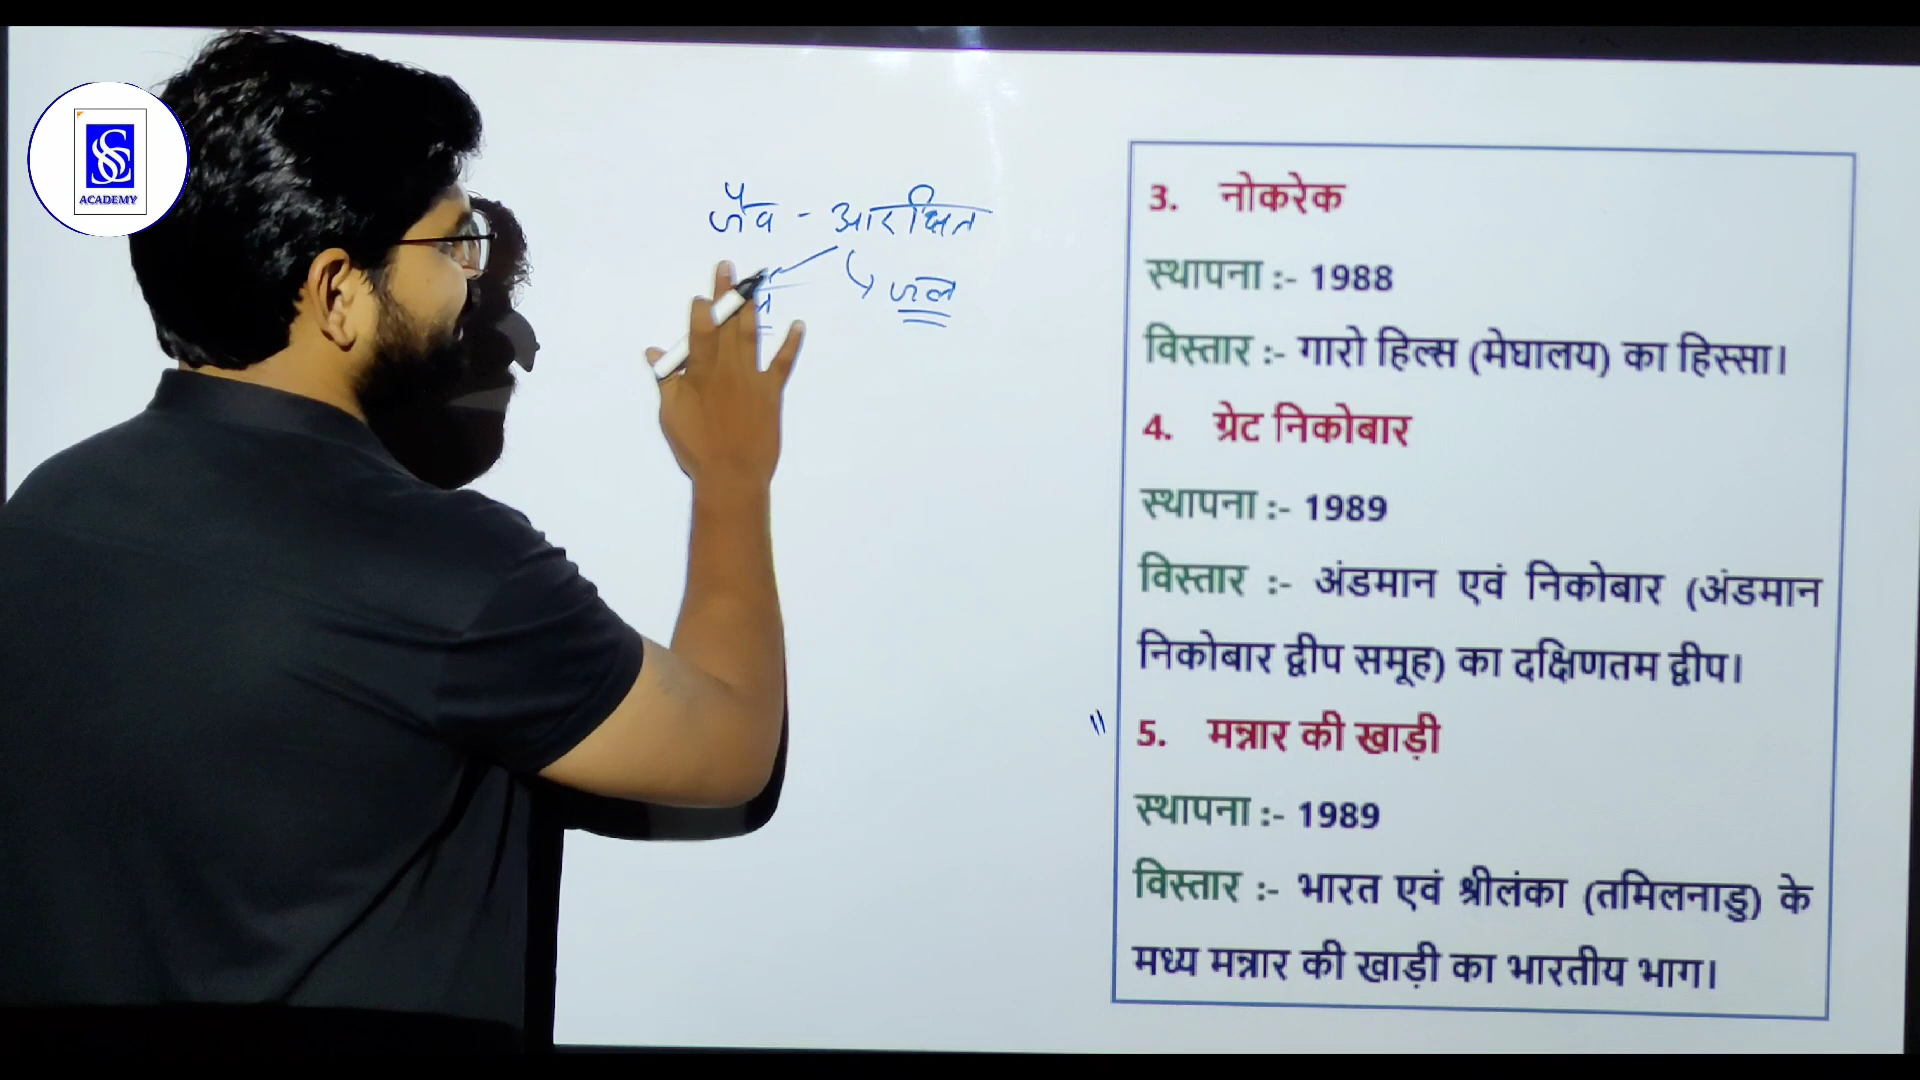 SSC
ACADEMY
जैव - आरक्षित
जल
3. नोकरेक
स्थापना :- 1988
विस्तार :- गारो हिल्स (मेघालय) का हिस्सा।
4. ग्रेट निकोबार
स्थापना :- 1989
विस्तार :- अंडमान एवं निकोबार (अंडमान
निकोबार द्वीप समूह) का दक्षिणतम द्वीप।
5. मन्नार की खाड़ी
स्थापना :- 1989
विस्तार :- भारत एवं श्रीलंका (तमिलनाडु) के
मध्य मन्नार की खाड़ी का भारतीय भाग।